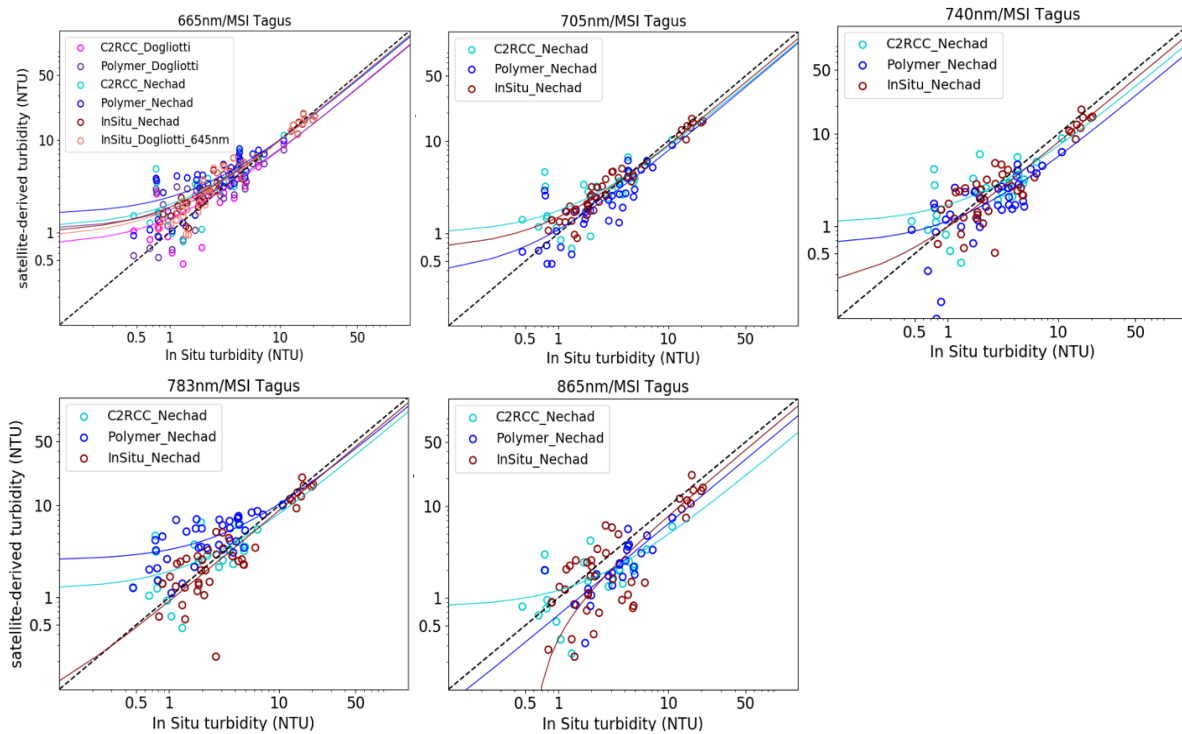 665nm/MSI Tagus
satellite-derived turbidity (NTU)
50
10
1
0.5
C2RCC_Dogliotti
Polymer_Dogliotti
C2RCC_Nechad
Polymer_Nechad
InSitu_Nechad
InSitu_Dogliotti_645nm
0.5 1 10 50
In Situ turbidity (NTU)
705nm/MSI Tagus
50
10
1
0.5
C2RCC_Nechad
Polymer_Nechad
InSitu_Nechad
0.5 1 10 50
In Situ turbidity (NTU)
740nm/MSI Tagus
50
10
1
0.5
C2RCC_Nechad
Polymer_Nechad
InSitu_Nechad
0.5 1 10 50
In Situ turbidity (NTU)
783nm/MSI Tagus
satellite-derived turbidity (NTU)
50
10
1
0.5
C2RCC_Nechad
Polymer_Nechad
InSitu_Nechad
0.5 1 10 50
In Situ turbidity (NTU)
865nm/MSI Tagus
50
10
1
0.5
C2RCC_Nechad
Polymer_Nechad
InSitu_Nechad
0.5 1 10 50
In Situ turbidity (NTU)